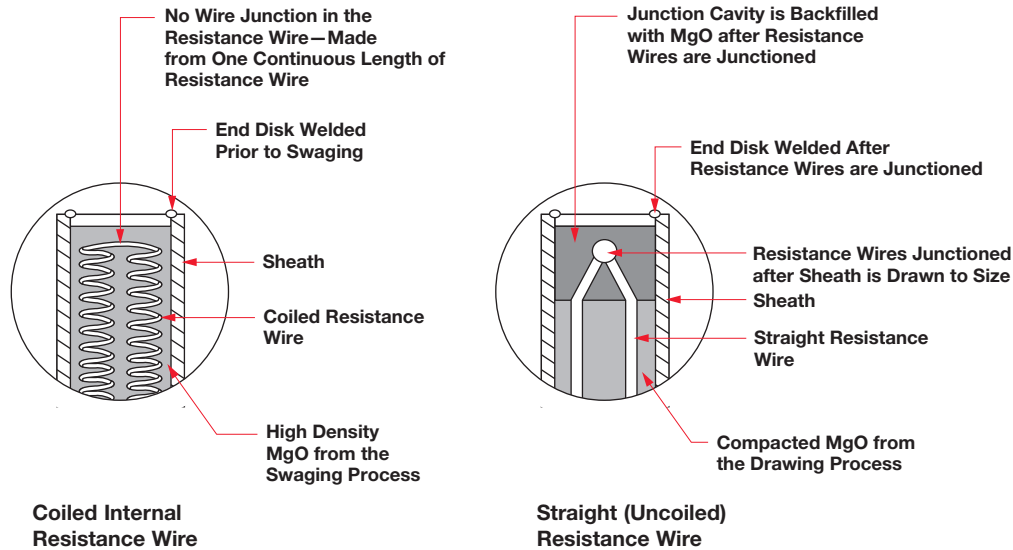 No Wire Junction in the
Resistance Wire—Made
from One Continuous Length of
Resistance Wire
End Disk Welded
Prior to Swaging
Sheath
Coiled Resistance
Wire
High Density
MgO from the
Swaging Process
Coiled Internal
Resistance Wire
Junction Cavity is Backfilled
with MgO after Resistance
Wires are Junctioned
End Disk Welded After
Resistance Wires are Junctioned
Resistance Wires Junctioned
after Sheath is Drawn to Size
Sheath
Straight Resistance
Wire
Compacted MgO from
the Drawing Process
Straight (Uncoiled)
Resistance Wire